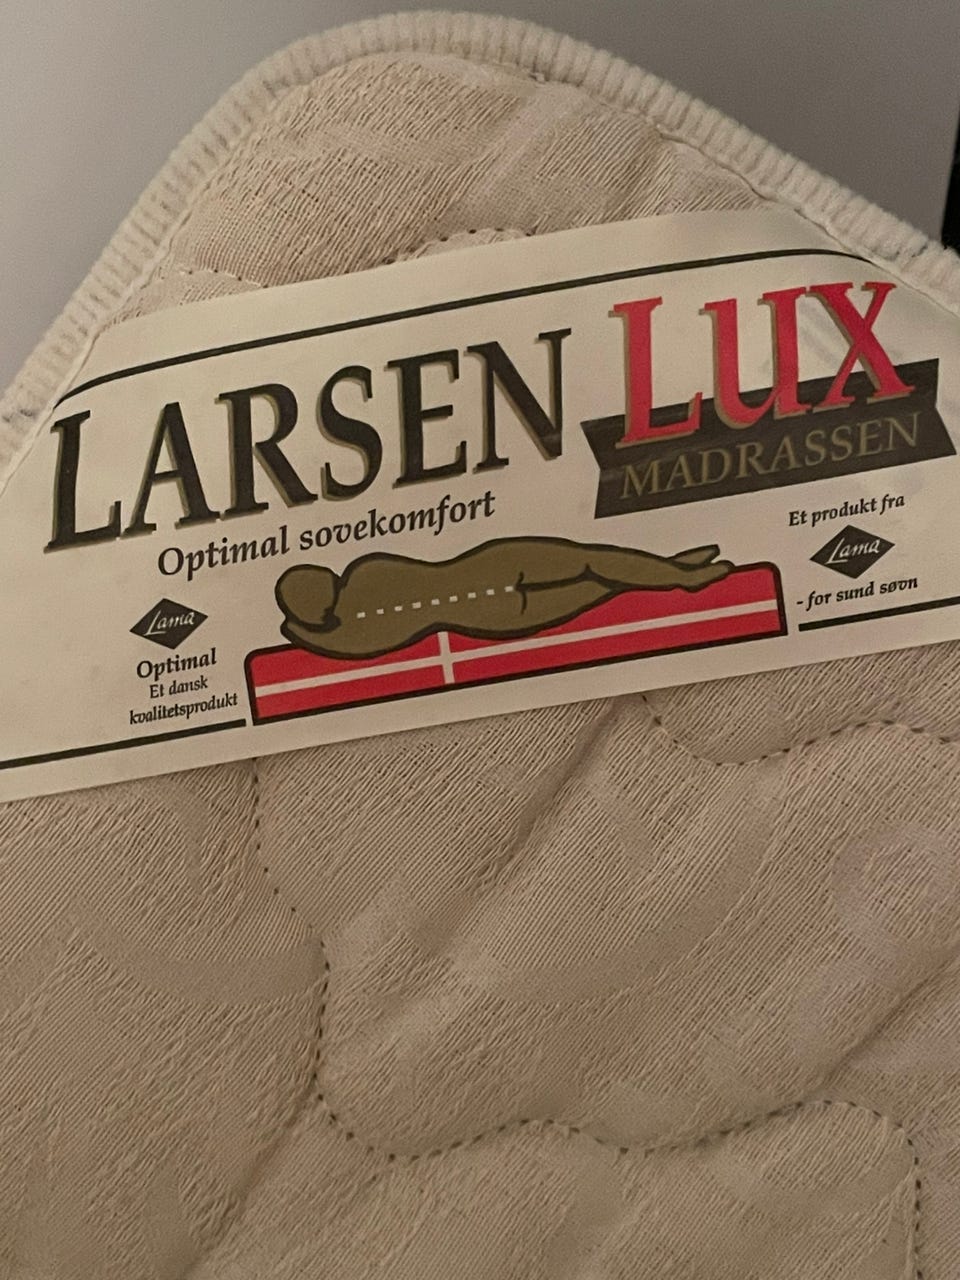 LARSEN LUX
MADRASSEN
Optimal sovekomfort
Et produkt fra
Lama
- for sund søvn
Lama
Optimal
Et dansk
kvalitetsprodukt